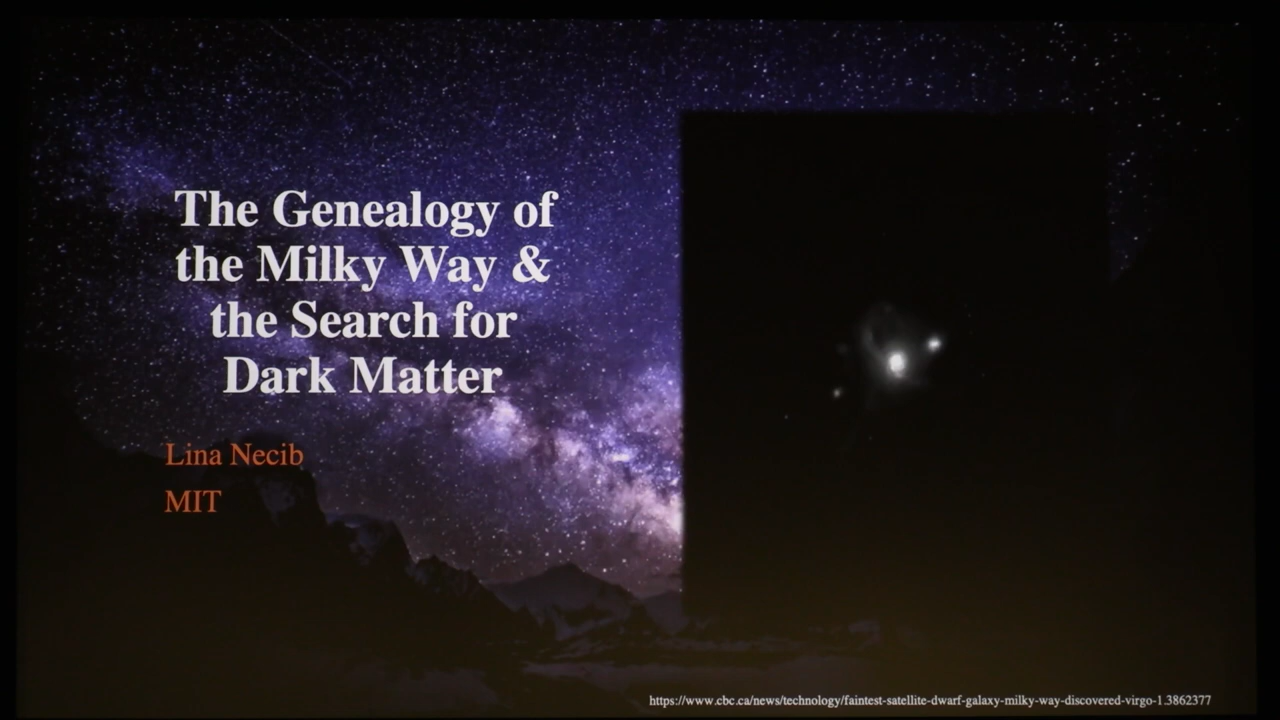 The Genealogy of
the Milky Way &
the Search for
Dark Matter
Lina Necib
MIT
https://www.cbc.ca/news/technology/faintest-satellite-dwarf-galaxy-milky-way-discovered-virgo-1.3862377